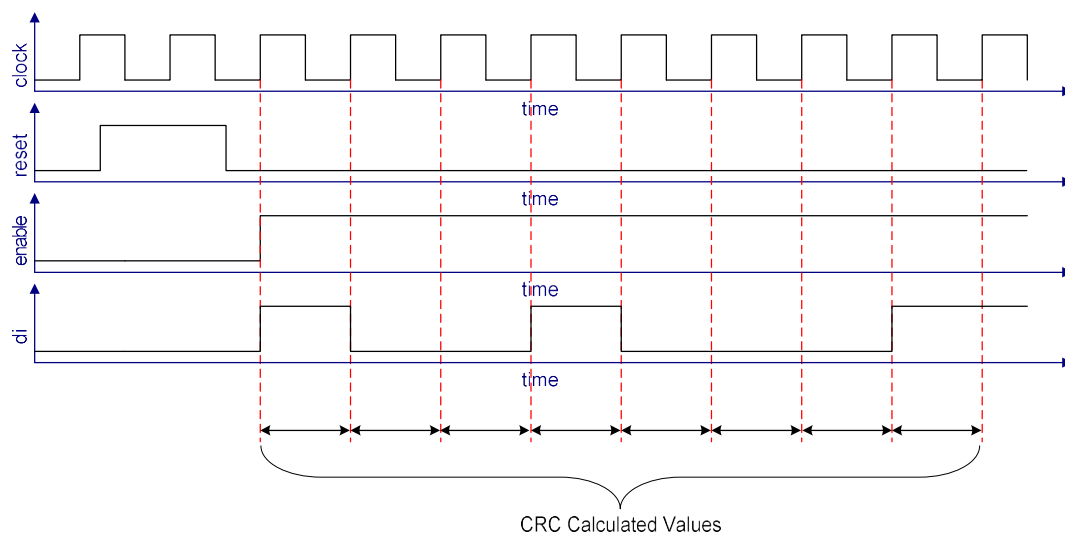 clock
time
reset
time
enable
time
di
time
CRC Calculated Values